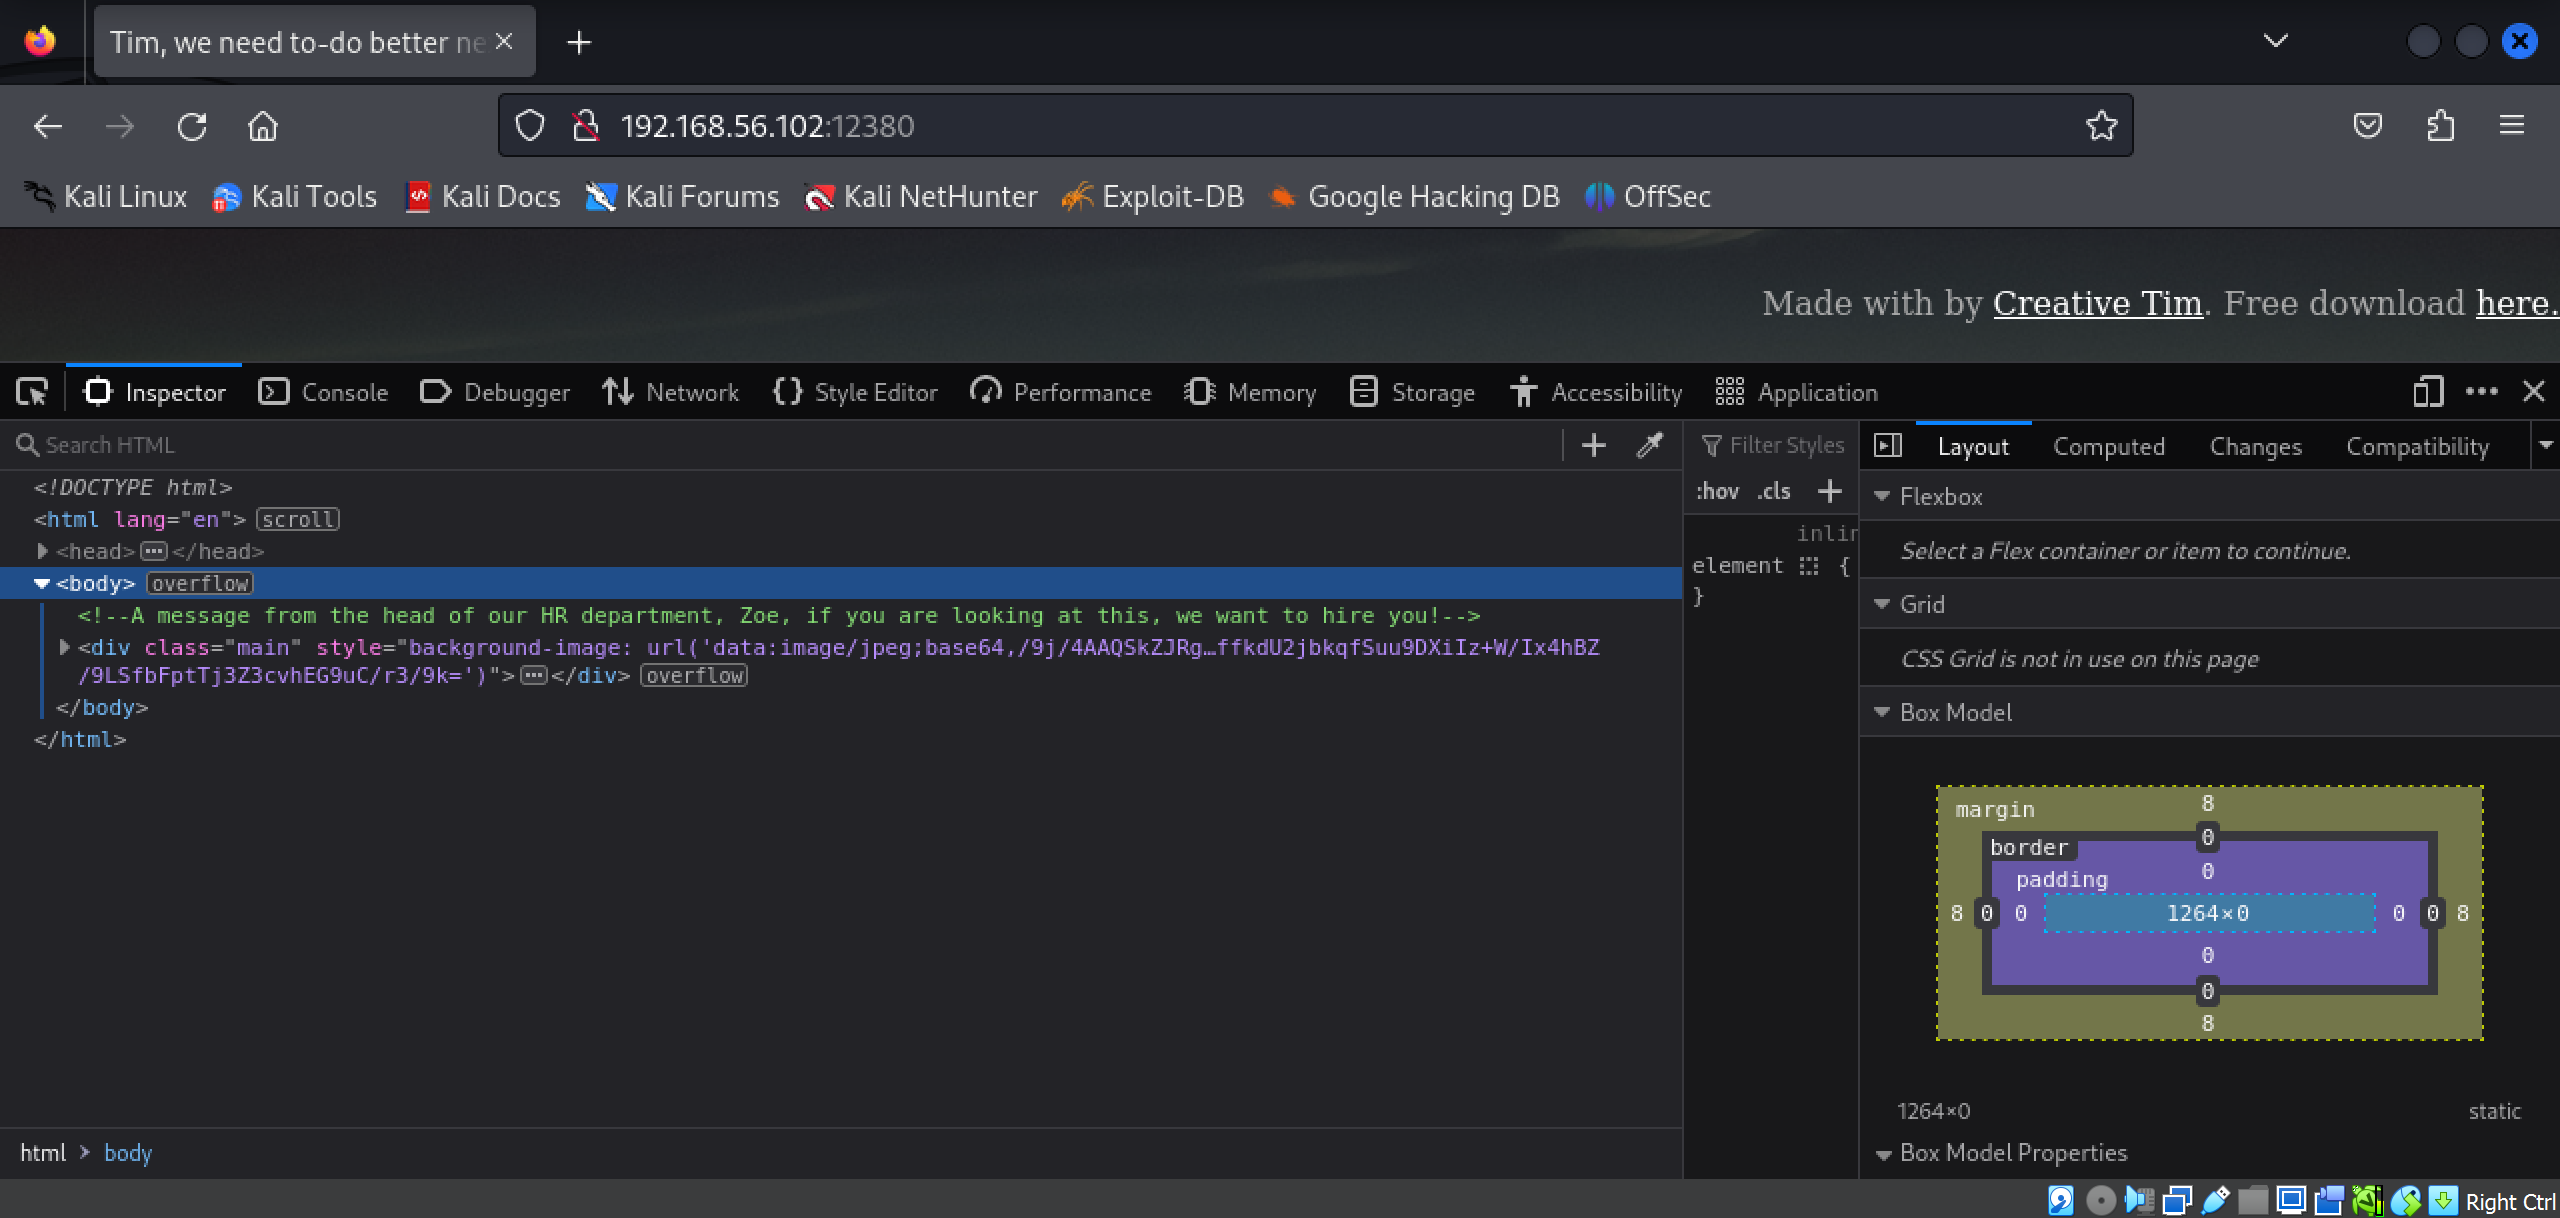 Tim, we need to-do better ne
192.168.56.102:12380
Kali Linux Kali Tools Kali Docs Kali Forums Kali NetHunter Exploit-DB Google Hacking DB OffSec
Made with by Creative Tim. Free download here.
Inspector Console Debugger Network Style Editor Performance Memory Storage Accessibility Application
Search HTML
<!DOCTYPE html>
<html lang="en"> scroll
<head>…</head>
<body> overflow
<!--A message from the head of our HR department, Zoe, if you are looking at this, we want to hire you!-->
<div class="main" style="background-image: url('data:image/jpeg;base64,/9j/4AAQSkZJRg…ffkdU2jbkqfSuu9DXiIz+W/Ix4hBZ
/9LSfbFptTj3Z3cvhEG9uC/r3/9k=')">…</div> overflow
</body>
</html>
html > body
Filter Styles
:hov .cls +
inlin
element {
}
Layout Computed Changes Compatibility
Flexbox
Select a Flex container or item to continue.
Grid
CSS Grid is not in use on this page
Box Model
margin 8
border 0
padding 0
8 0 0 1264×0 0 0 8
0
0
8
1264×0 static
Box Model Properties
Right Ctrl